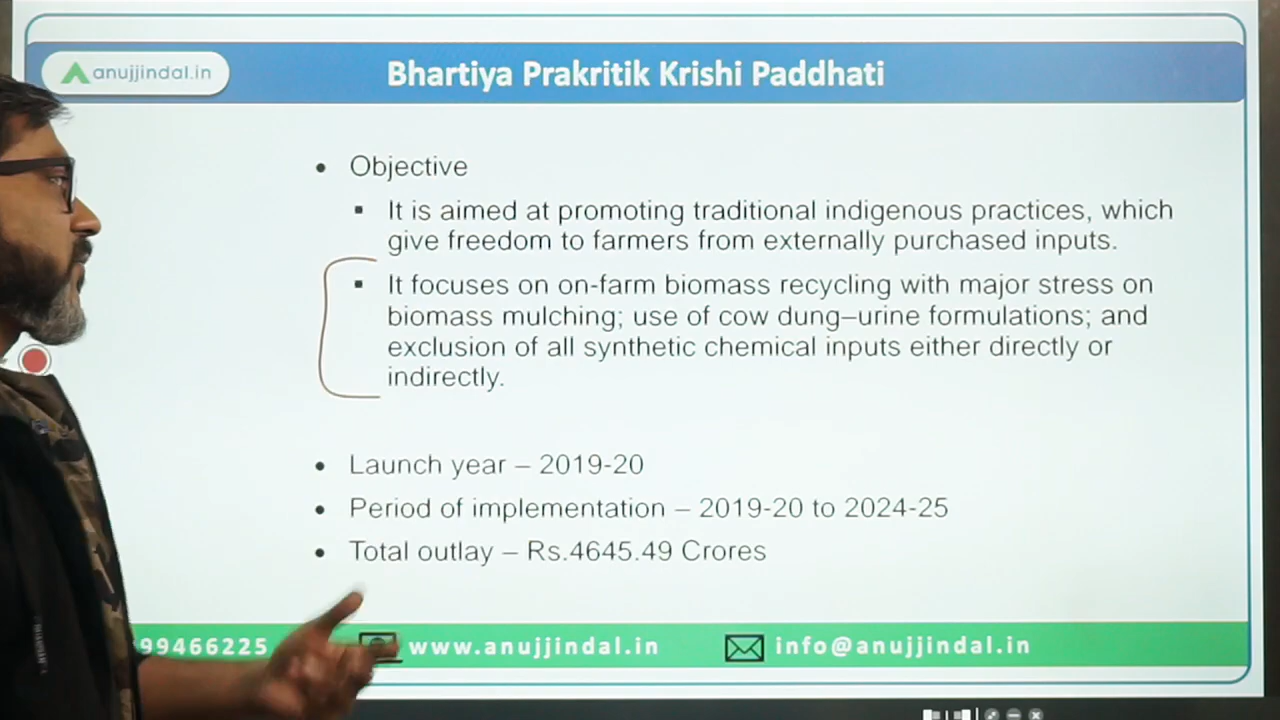 anujjindal.in
Bhartiya Prakritik Krishi Paddhati
• Objective
▪ It is aimed at promoting traditional indigenous practices, which
give freedom to farmers from externally purchased inputs.
▪ It focuses on on-farm biomass recycling with major stress on
biomass mulching; use of cow dung–urine formulations; and
exclusion of all synthetic chemical inputs either directly or
indirectly.
• Launch year – 2019-20
• Period of implementation – 2019-20 to 2024-25
• Total outlay – Rs.4645.49 Crores
99466225 www.anujjindal.in info@anujjindal.in